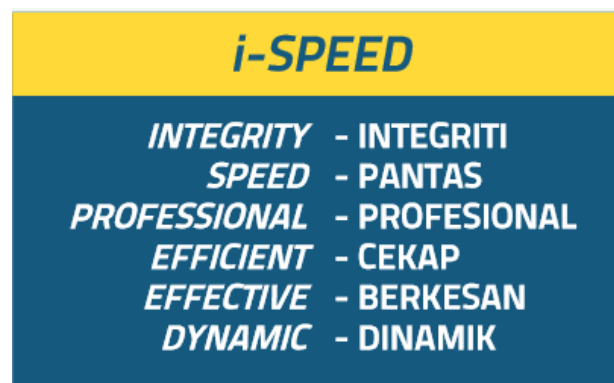 i-SPEED
INTEGRITY - INTEGRITI
SPEED - PANTAS
PROFESSIONAL - PROFESIONAL
EFFICIENT - CEKAP
EFFECTIVE - BERKESAN
DYNAMIC - DINAMIK